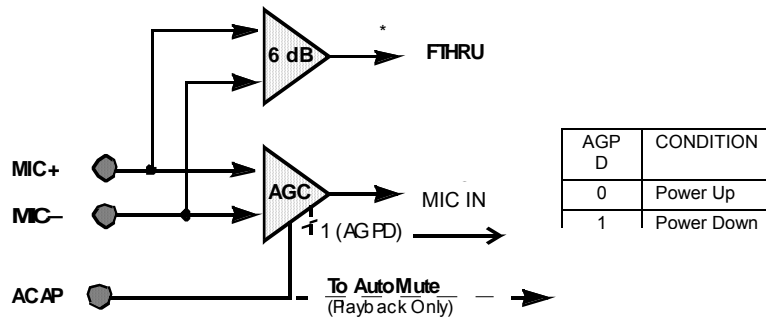 *
6 dB
FTHRU
MIC+
AGC
MIC IN
MIC–
1 (AGPD)
ACAP
To AutoMute
(Playback Only)
AGP
D
CONDITION
0
Power Up
1
Power Down